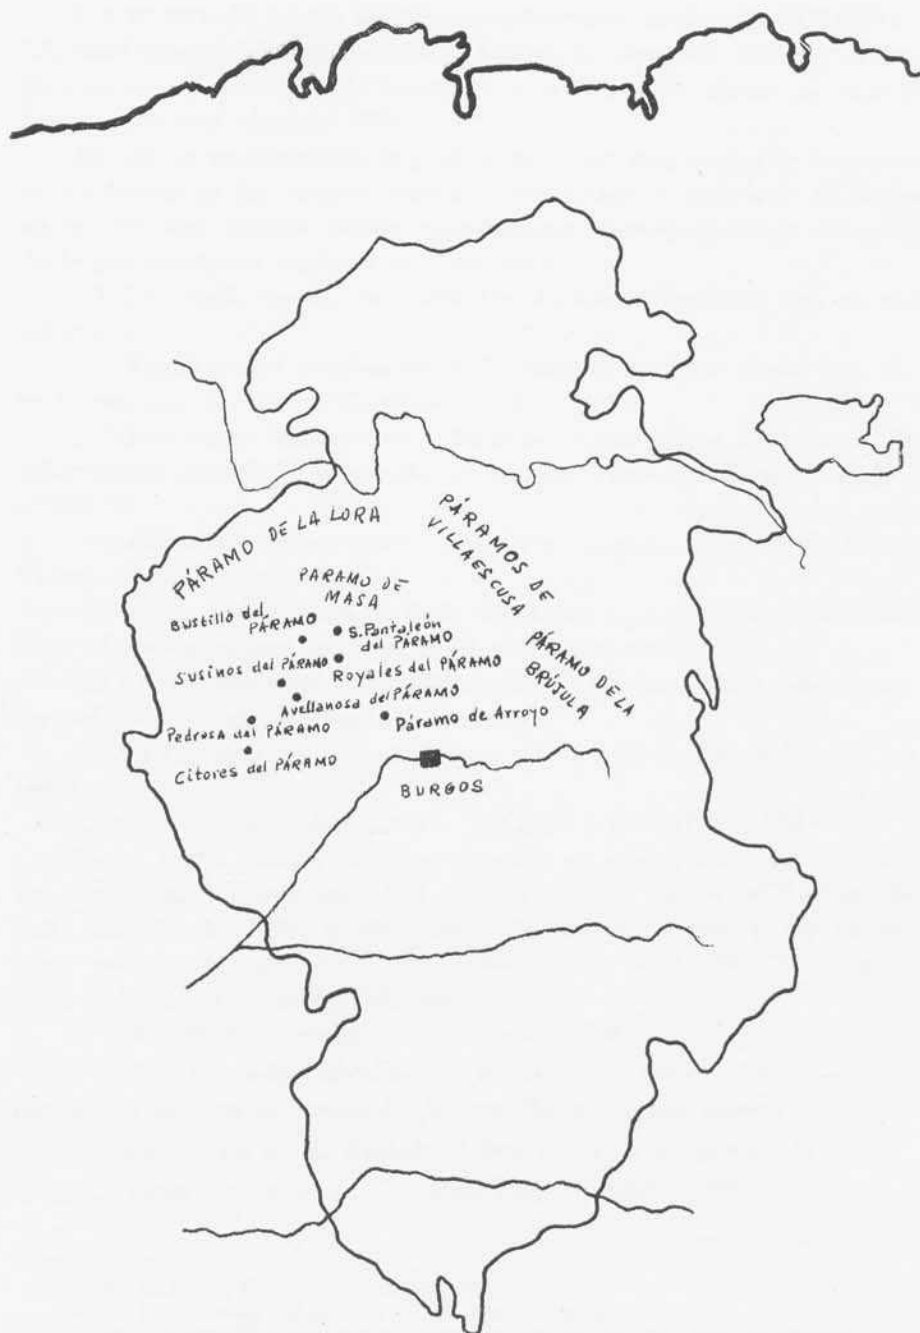 PÁRAMO DE LA LORA
PÁRAMOS DE
VILLAESCUSA
PARAMO DE
MASA
Bustillo del
PÁRAMO
S. Pantaleón
del PÁRAMO
PÁRAMO DE LA
BRÚJULA
Susinos del PÁRAMO
Royales del PÁRAMO
Avellanosa del PÁRAMO
Pedrosa del PÁRAMO
Páramo de Arroyo
Citores del PÁRAMO
BURGOS